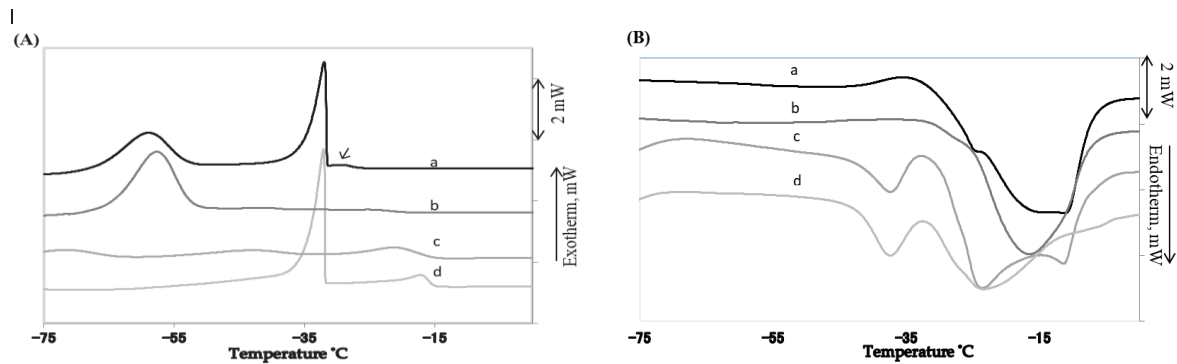 (A)
a
b
c
d
2 mW
Exotherm, mW
−75 −55 −35 −15
Temperature °C
(B)
a
b
c
d
2 mW
Endotherm, mW
−75 −55 −35 −15
Temperature °C